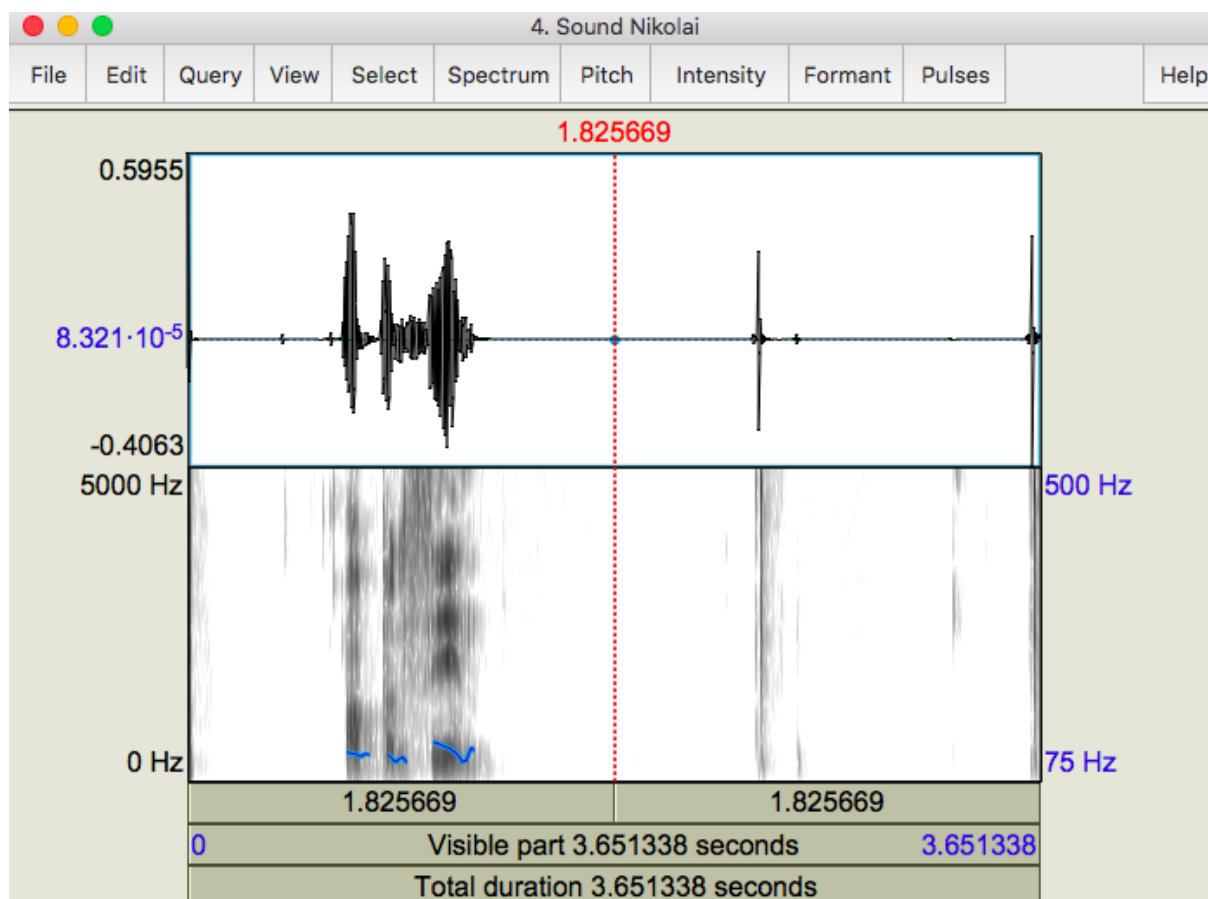 4. Sound Nikolai
File Edit Query View Select Spectrum Pitch Intensity Formant Pulses Help
1.825669
0.5955
8.321·10⁻⁵
-0.4063
5000 Hz 500 Hz
0 Hz 75 Hz
1.825669 1.825669
0 Visible part 3.651338 seconds 3.651338
Total duration 3.651338 seconds